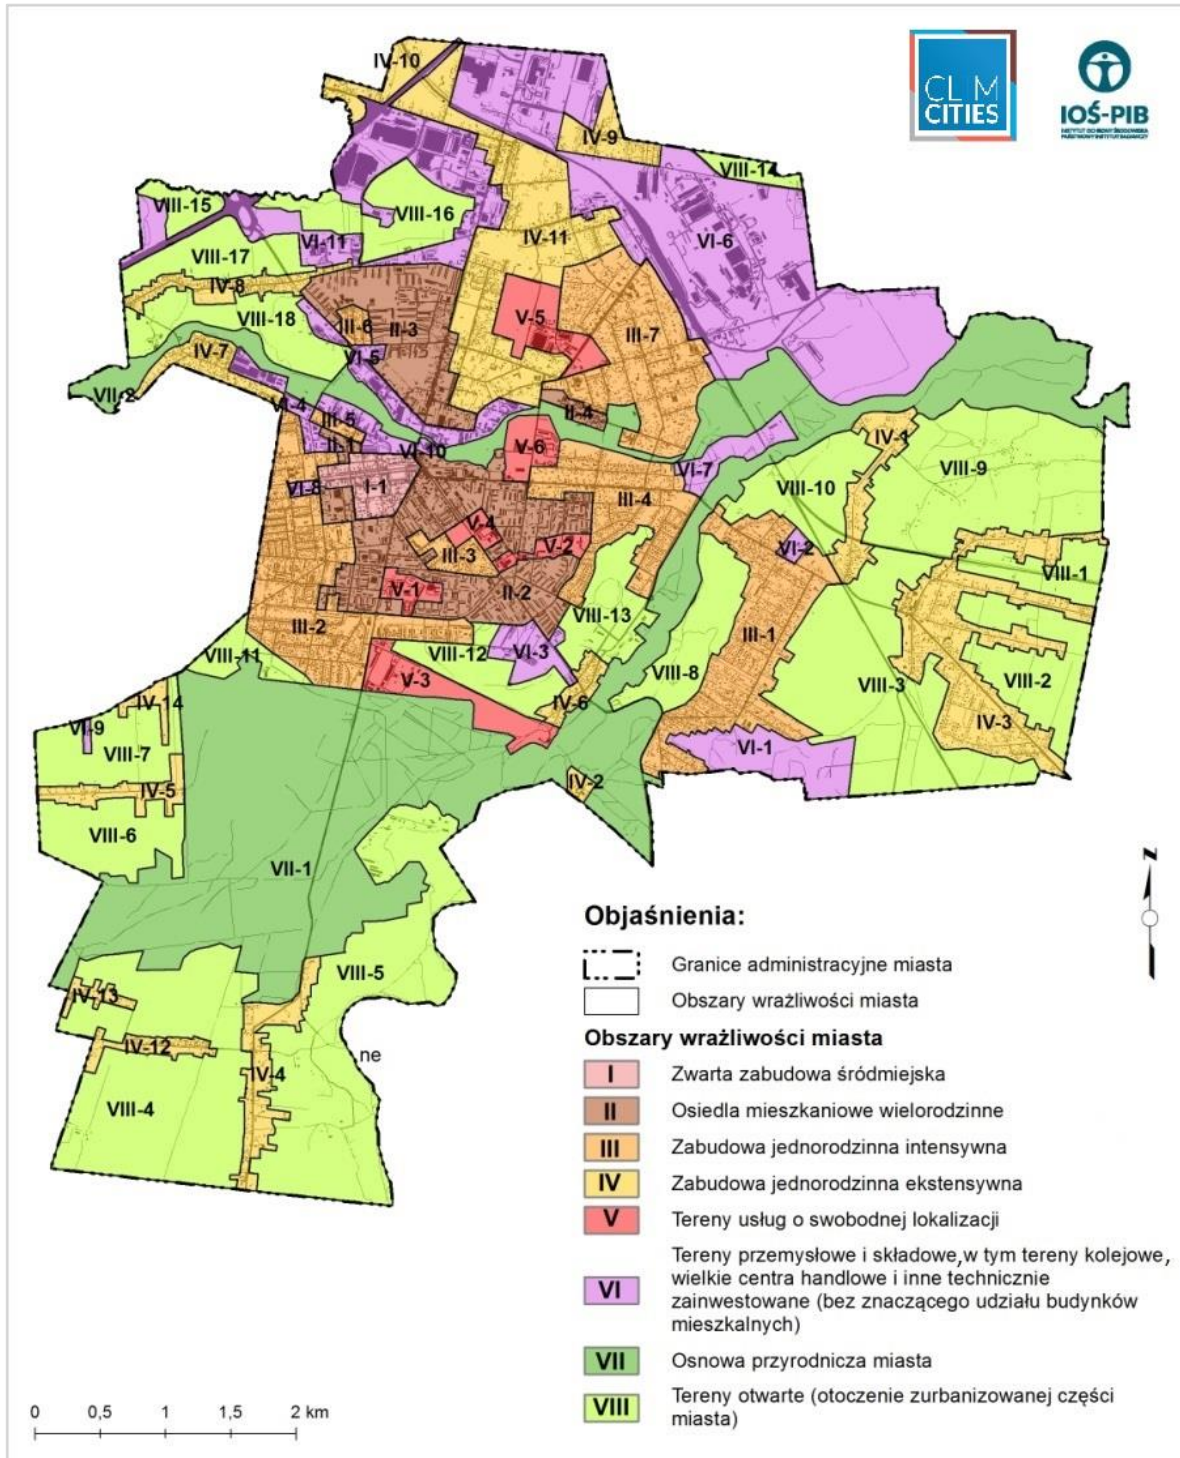 IV-10
CLIM
CITIES
IOŚ-PIB
INSTYTUT OCHRONY ŚRODOWISKA
PAŃSTWOWY INSTYTUT BADAWCZY
IV-9
VIII-14
VIII-15
VIII-16
VI-11
IV-11
VI-6
VIII-17
IV-8
VIII-18
III-6
II-3
V-5
III-7
IV-7
VI-5
VII-2
VI-4
III-5
II-4
II-1
VI-10
V-6
IV-1
VI-8
I-1
VI-7
VIII-9
III-4
VIII-10
V-4
III-3
V-2
VI-2
VIII-1
V-1
II-2
III-2
VIII-13
III-1
VIII-11
VIII-12
VI-3
V-3
VIII-8
VIII-3
VIII-2
IV-14
IV-6
IV-3
VI-9
VIII-7
VI-1
IV-5
IV-2
VIII-6
VII-1
VIII-5
IV-13
IV-12
ne
IV-4
VIII-4
Z
Objaśnienia:
Granice administracyjne miasta
Obszary wrażliwości miasta
Obszary wrażliwości miasta
I Zwarta zabudowa śródmiejska
II Osiedla mieszkaniowe wielorodzinne
III Zabudowa jednorodzinna intensywna
IV Zabudowa jednorodzinna ekstensywna
V Tereny usług o swobodnej lokalizacji
Tereny przemysłowe i składowe,w tym tereny kolejowe,
wielkie centra handlowe i inne technicznie
VI zainwestowane (bez znaczącego udziału budynków
mieszkalnych)
VII Osnowa przyrodnicza miasta
VIII Tereny otwarte (otoczenie zurbanizowanej części
miasta)
0 0,5 1 1,5 2 km